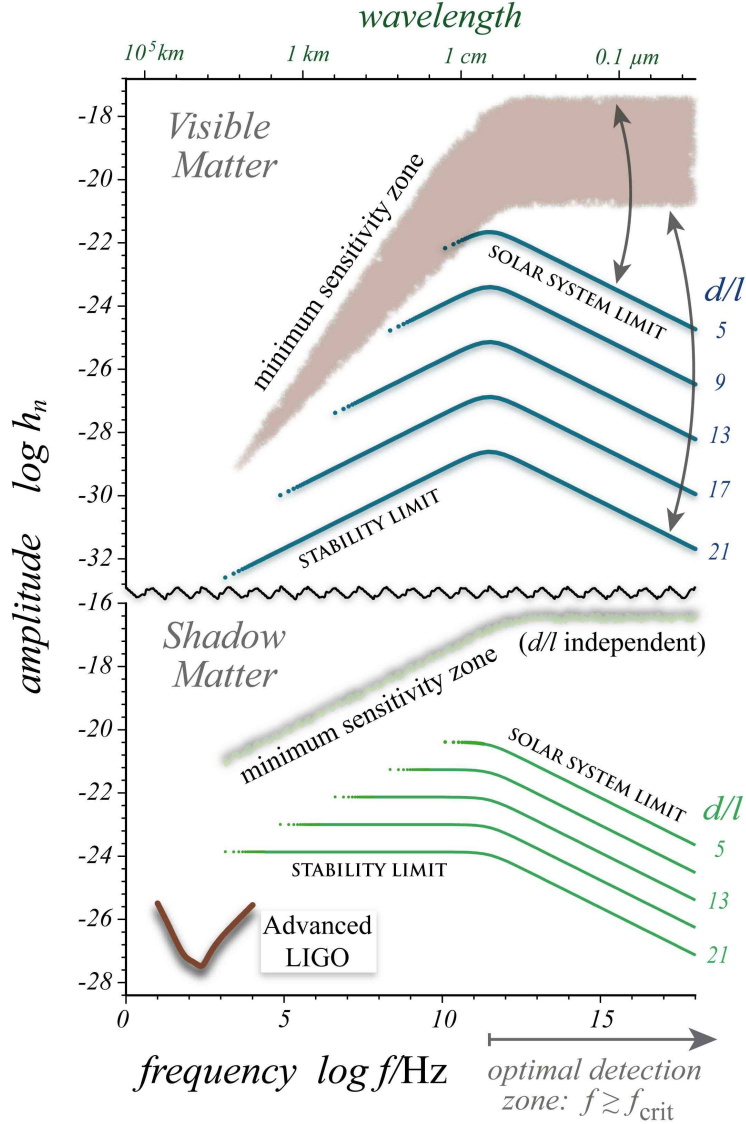 wavelength
10⁵ km 1 km 1 cm 0.1 μm
Visible
Matter
minimum sensitivity zone
SOLAR SYSTEM LIMIT
STABILITY LIMIT
d/l
5
9
13
17
21
-18
-20
-22
-24
-26
-28
-30
-32
amplitude log hₙ
-16
-18
-20
-22
-24
-26
-28
Shadow
Matter
(d/l independent)
minimum sensitivity zone
SOLAR SYSTEM LIMIT
STABILITY LIMIT
d/l
5
13
21
Advanced
LIGO
0 5 10 15
frequency log f/Hz
optimal detection
zone: f ≳ f_crit